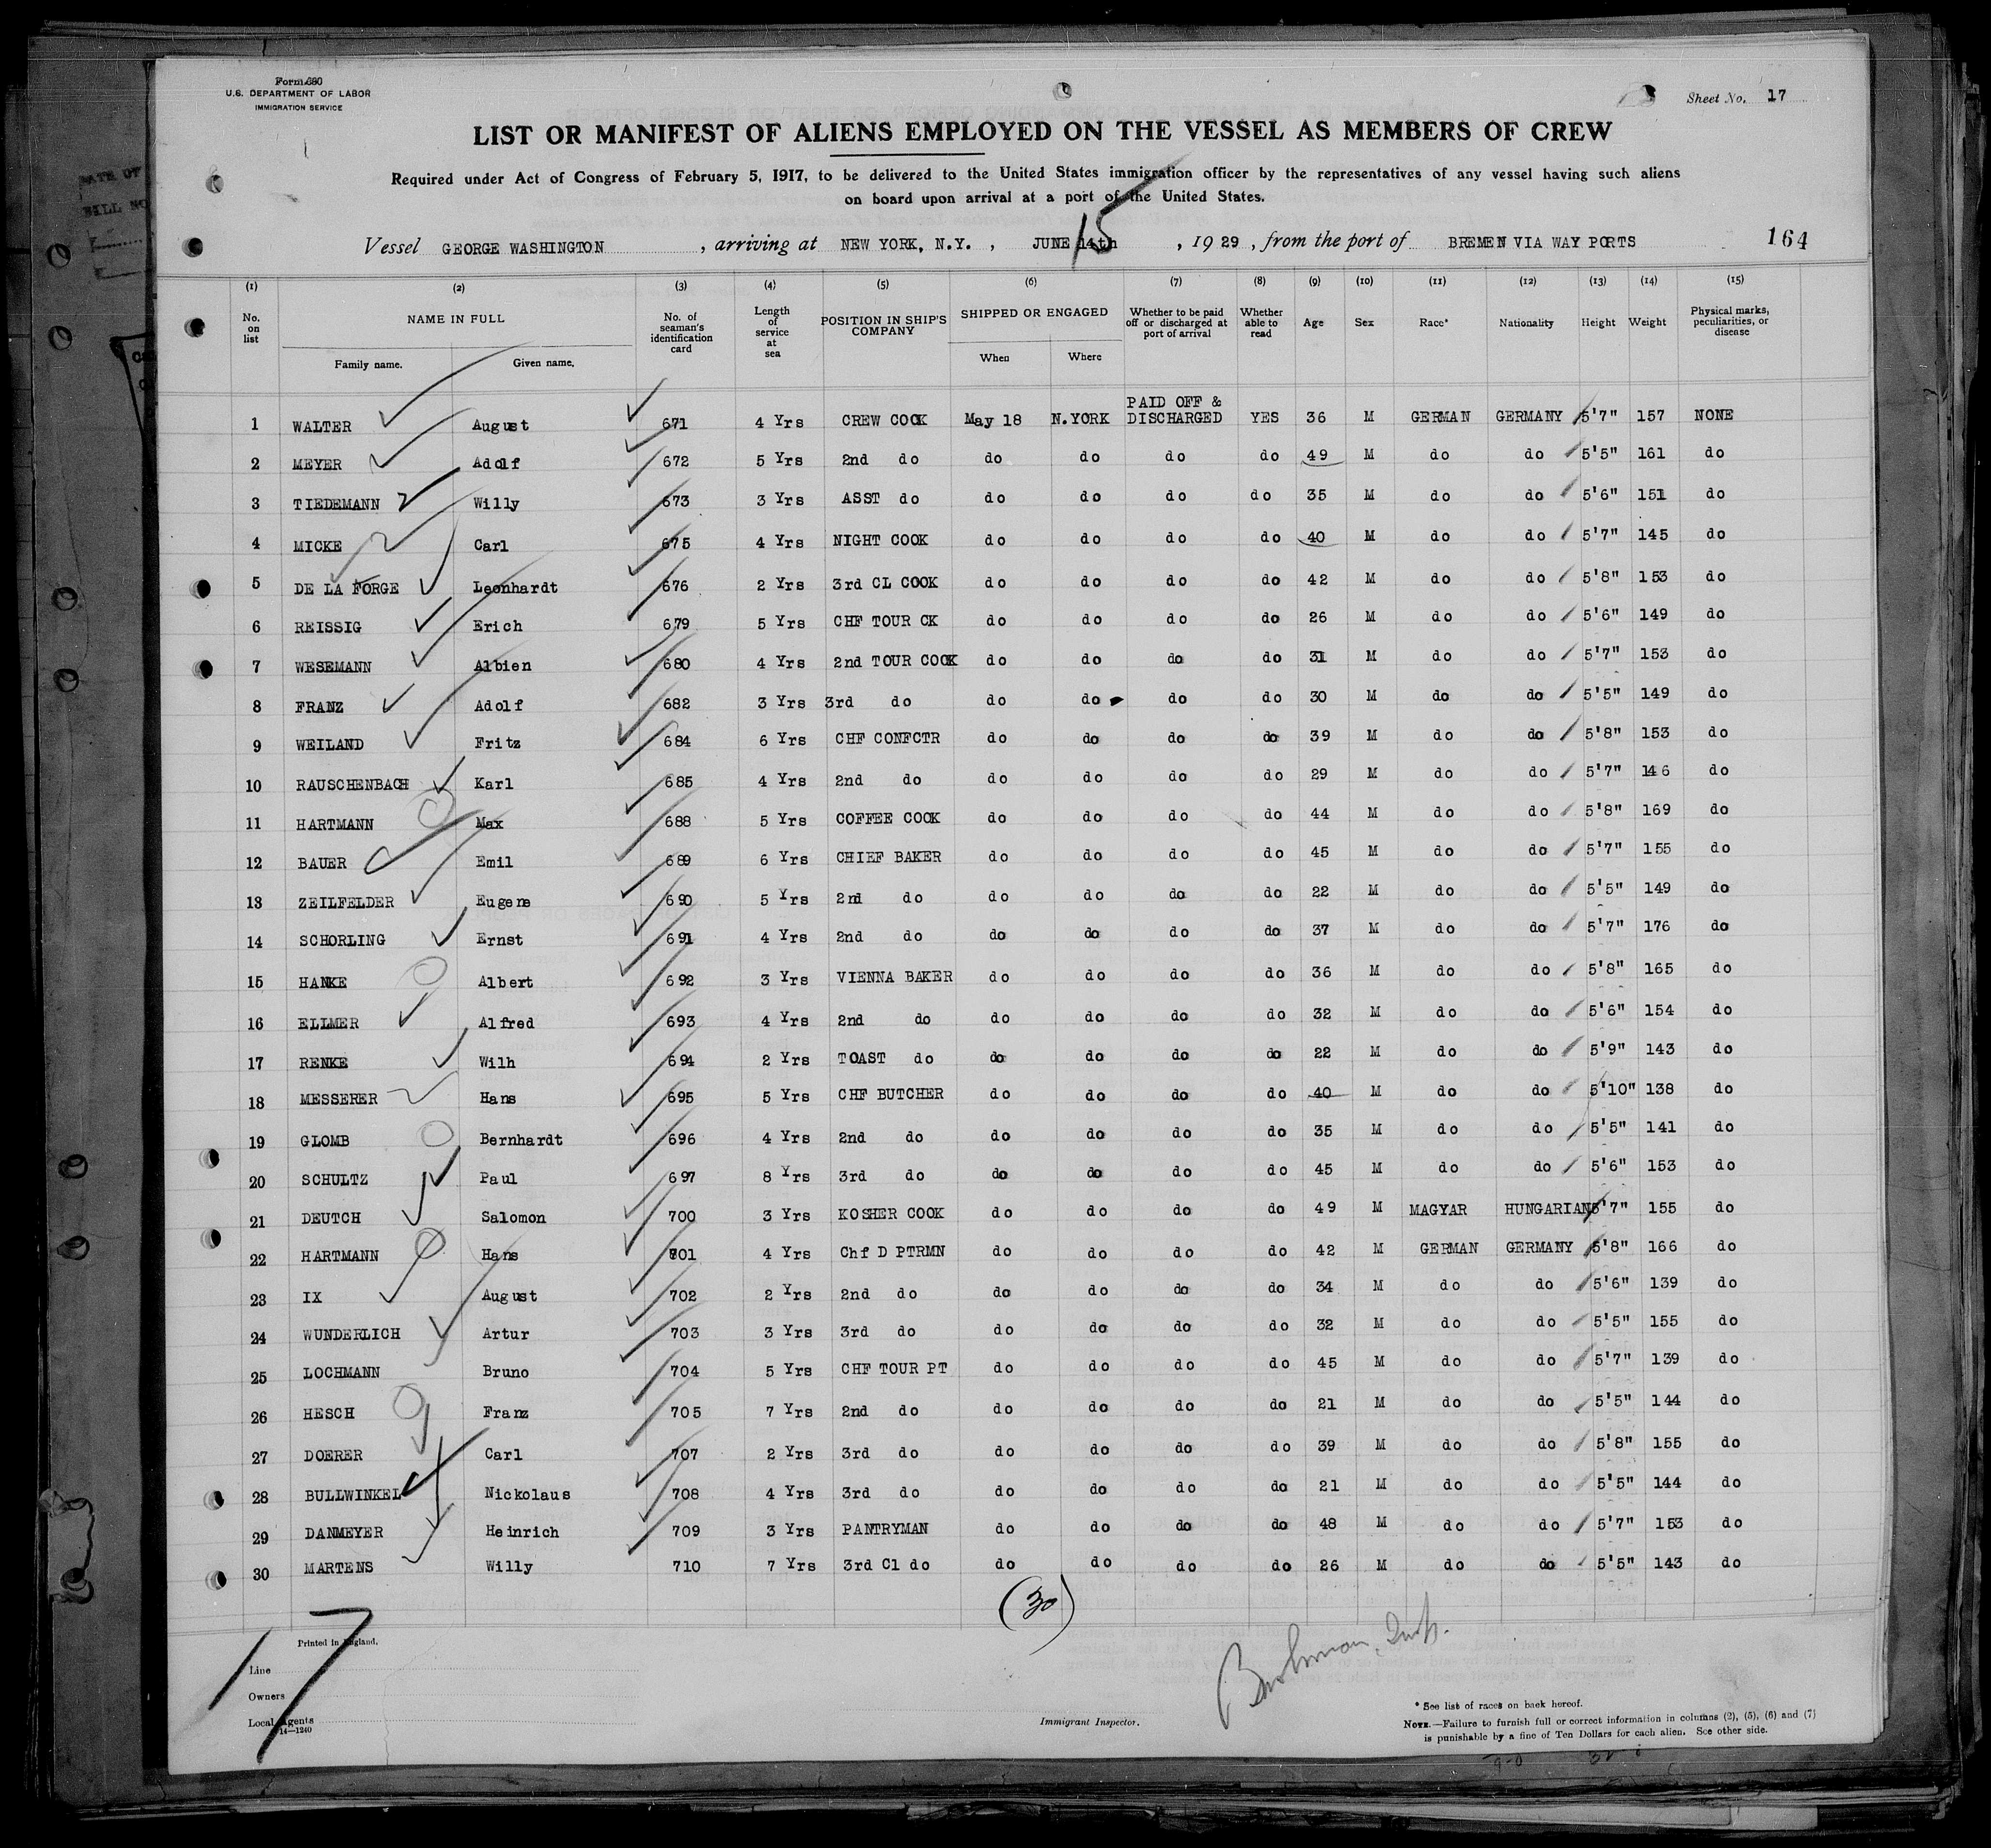 Form 680
U.S. DEPARTMENT OF LABOR
IMMIGRATION SERVICE
Sheet No. 17
LIST OR MANIFEST OF ALIENS EMPLOYED ON THE VESSEL AS MEMBERS OF CREW
Required under Act of Congress of February 5, 1917, to be delivered to the United States immigration officer by the representatives of any vessel having such aliens
on board upon arrival at a port of the United States.
Vessel GEORGE WASHINGTON , arriving at NEW YORK, N.Y. , JUNE 14th 15 , 1929 , from the port of BREMEN VIA WAY PORTS 164
(1) (2) (3) (4) (5) (6) (7) (8) (9) (10) (11) (12) (13) (14) (15)
No. on list NAME IN FULL Family name. Given name. No. of seaman's identification card Length of service at sea POSITION IN SHIP'S COMPANY SHIPPED OR ENGAGED When Where Whether to be paid off or discharged at port of arrival Whether able to read Age Sex Race* Nationality Height Weight Physical marks, peculiarities, or disease
1 WALTER August 671 4 Yrs CREW COOK May 18 N.YORK PAID OFF & DISCHARGED YES 36 M GERMAN GERMANY 5'7" 157 NONE
2 MEYER Adolf 672 5 Yrs 2nd do do do do do 49 M do do 5'5" 161 do
3 TIEDEMANN Willy 673 3 Yrs ASST do do do do do 35 M do do 5'6" 151 do
4 MICKE Carl 675 4 Yrs NIGHT COOK do do do do 40 M do do 5'7" 145 do
5 DE LA FORGE Leonhardt 676 2 Yrs 3rd CL COOK do do do do 42 M do do 5'8" 153 do
6 REISSIG Erich 679 5 Yrs CHF TOUR CK do do do do 26 M do do 5'6" 149 do
7 WESEMANN Albien 680 4 Yrs 2nd TOUR COOK do do do do 31 M do do 5'7" 153 do
8 FRANZ Adolf 682 3 Yrs 3rd do do do do do 30 M do do 5'5" 149 do
9 WEILAND Fritz 684 6 Yrs CHF CONFCTR do do do do 39 M do do 5'8" 153 do
10 RAUSCHENBACH Karl 685 4 Yrs 2nd do do do do do 29 M do do 5'7" 146 do
11 HARTMANN Max 688 5 Yrs COFFEE COOK do do do do 44 M do do 5'8" 169 do
12 BAUER Emil 689 6 Yrs CHIEF BAKER do do do do 45 M do do 5'7" 155 do
13 ZEILFELDER Eugene 690 5 Yrs 2nd do do do do do 22 M do do 5'5" 149 do
14 SCHORLING Ernst 691 4 Yrs 2nd do do do do do 37 M do do 5'7" 176 do
15 HANKE Albert 692 3 Yrs VIENNA BAKER do do do do 36 M do do 5'8" 165 do
16 ELLMER Alfred 693 4 Yrs 2nd do do do do do 32 M do do 5'6" 154 do
17 RENKE Wilh 694 2 Yrs TOAST do do do do do 22 M do do 5'9" 143 do
18 MESSERER Hans 695 5 Yrs CHF BUTCHER do do do do 40 M do do 5'10" 138 do
19 GLOMB Bernhardt 696 4 Yrs 2nd do do do do do 35 M do do 5'5" 141 do
20 SCHULTZ Paul 697 8 Yrs 3rd do do do do do 45 M do do 5'6" 153 do
21 DEUTCH Salomon 700 3 Yrs KOSHER COOK do do do do 49 M MAGYAR HUNGARIAN 5'7" 155 do
22 HARTMANN Hans 701 4 Yrs Chf D PTRMN do do do do 42 M GERMAN GERMANY 5'8" 166 do
23 IX August 702 2 Yrs 2nd do do do do do 34 M do do 5'6" 139 do
24 WUNDERLICH Artur 703 3 Yrs 3rd do do do do do 32 M do do 5'5" 155 do
25 LOCHMANN Bruno 704 5 Yrs CHF TOUR PT do do do do 45 M do do 5'7" 139 do
26 HESCH Franz 705 7 Yrs 2nd do do do do do 21 M do do 5'5" 144 do
27 DOERER Carl 707 2 Yrs 3rd do do do do do 39 M do do 5'8" 155 do
28 BULLWINKEL Nickolaus 708 4 Yrs 3rd do do do do do 21 M do do 5'5" 144 do
29 DANMEYER Heinrich 709 3 Yrs PANTRYMAN do do do do 48 M do do 5'7" 153 do
30 MARTENS Willy 710 7 Yrs 3rd Cl do do do do do 26 M do do 5'5" 143 do
(30)
17
Printed in England.
Line
Owners
Local Agents
14—1240
Immigrant Inspector.
* See list of races on back hereof.
NOTE.—Failure to furnish full or correct information in columns (2), (5), (6) and (7)
is punishable by a fine of Ten Dollars for each alien. See other side.